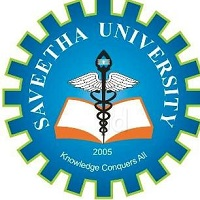 SAVEETHA UNIVERSITY
2005
Knowledge Conquers All